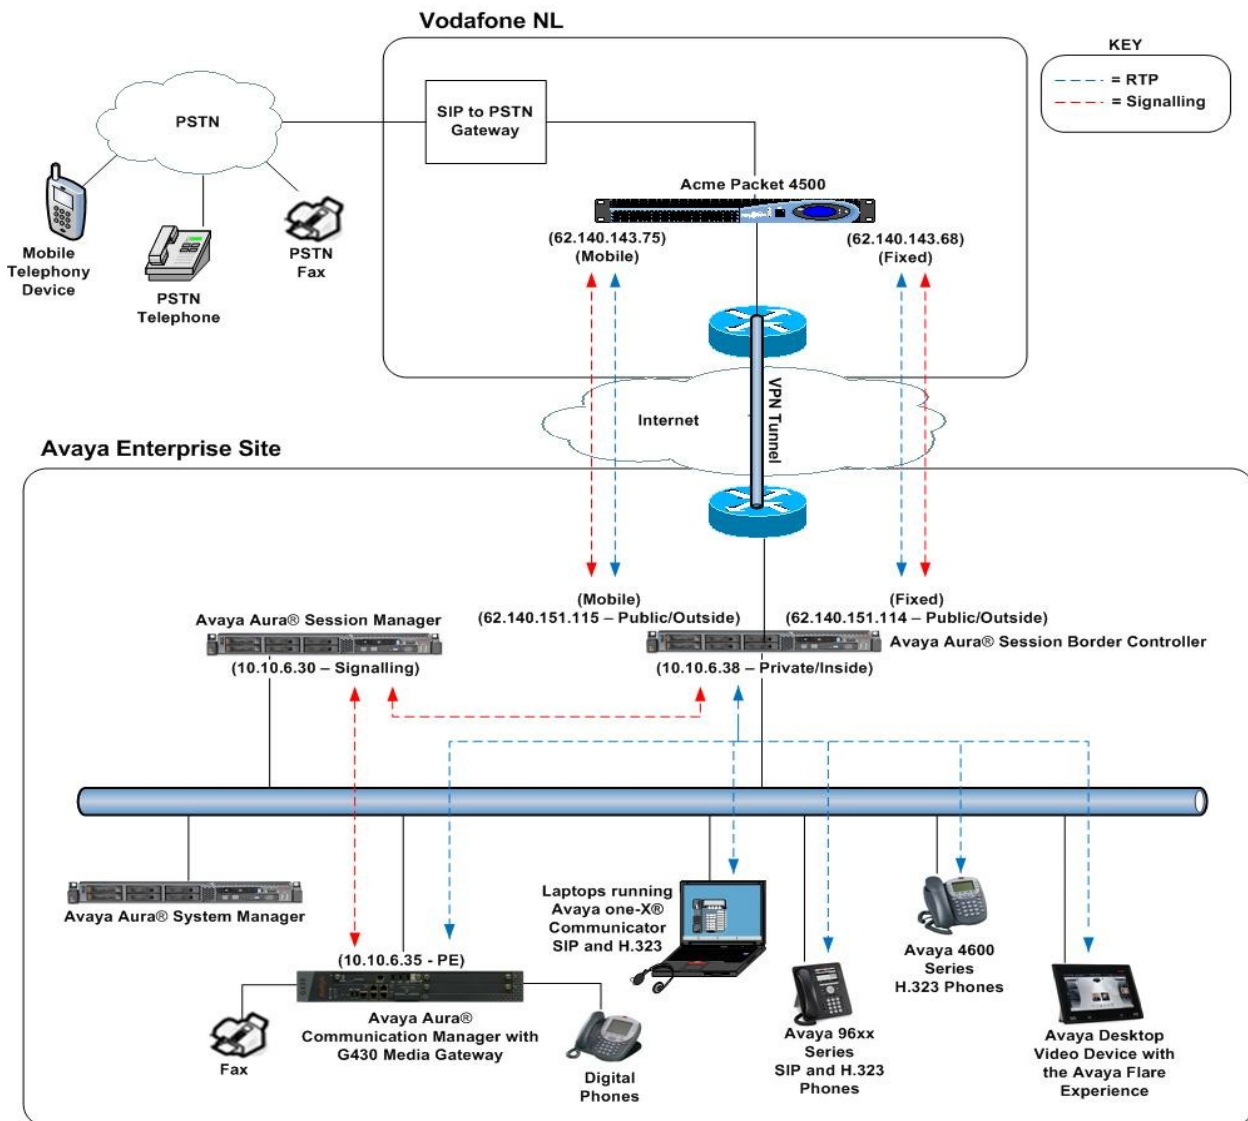 Vodafone NL
KEY
= RTP
= Signalling
PSTN
SIP to PSTN
Gateway
Acme Packet 4500
(62.140.143.75)
(Mobile)
(62.140.143.68)
(Fixed)
Mobile
Telephony
Device
PSTN
Telephone
PSTN
Fax
Internet
VPN Tunnel
Avaya Enterprise Site
(Mobile)
(62.140.151.115 – Public/Outside)
(Fixed)
(62.140.151.114 – Public/Outside)
Avaya Aura® Session Manager
(10.10.6.30 – Signalling)
Avaya Aura® Session Border Controller
(10.10.6.38 – Private/Inside)
Avaya Aura® System Manager
(10.10.6.35 - PE)
Avaya Aura®
Communication Manager with
G430 Media Gateway
Fax
Digital
Phones
Laptops running
Avaya one-X®
Communicator
SIP and H.323
Avaya 96xx
Series
SIP and H.323
Phones
Avaya 4600
Series
H.323 Phones
Avaya Desktop
Video Device with
the Avaya Flare
Experience